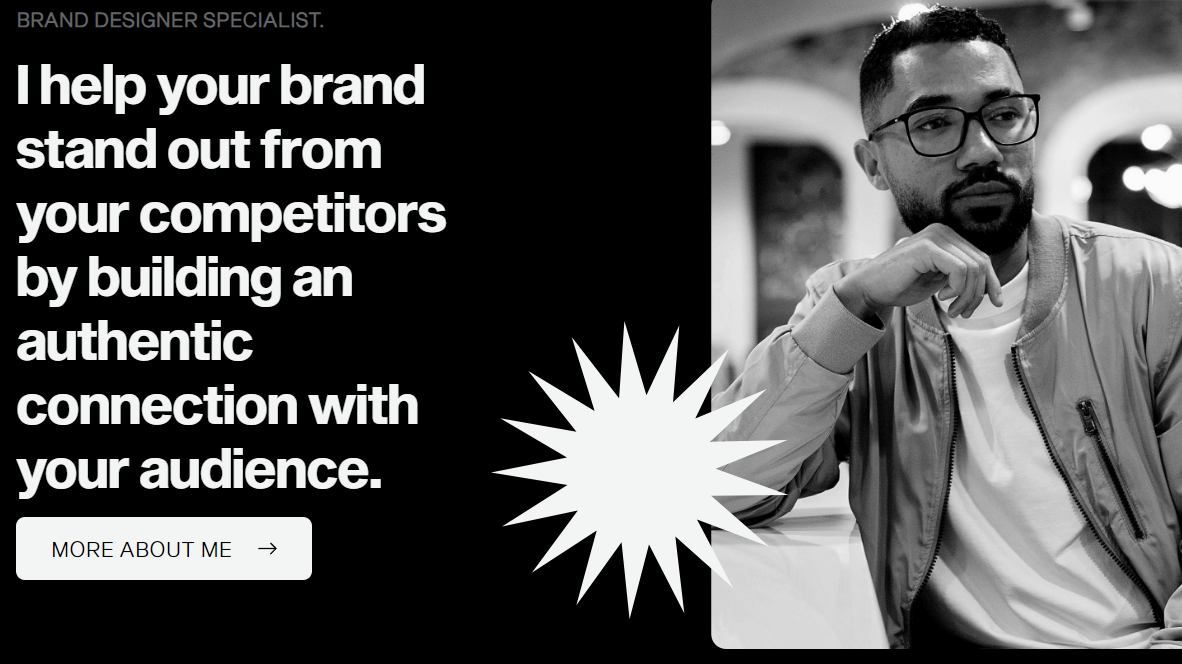 BRAND DESIGNER SPECIALIST.
I help your brand
stand out from
your competitors
by building an
authentic
connection with
your audience.
MORE ABOUT ME →